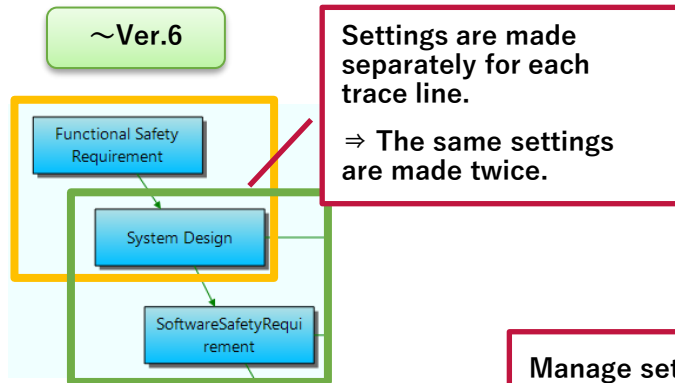 ～Ver.6
Settings are made
separately for each
trace line.
⇒ The same settings
are made twice.
Functional Safety
Requirement
System Design
SoftwareSafetyRequi
rement
Manage set